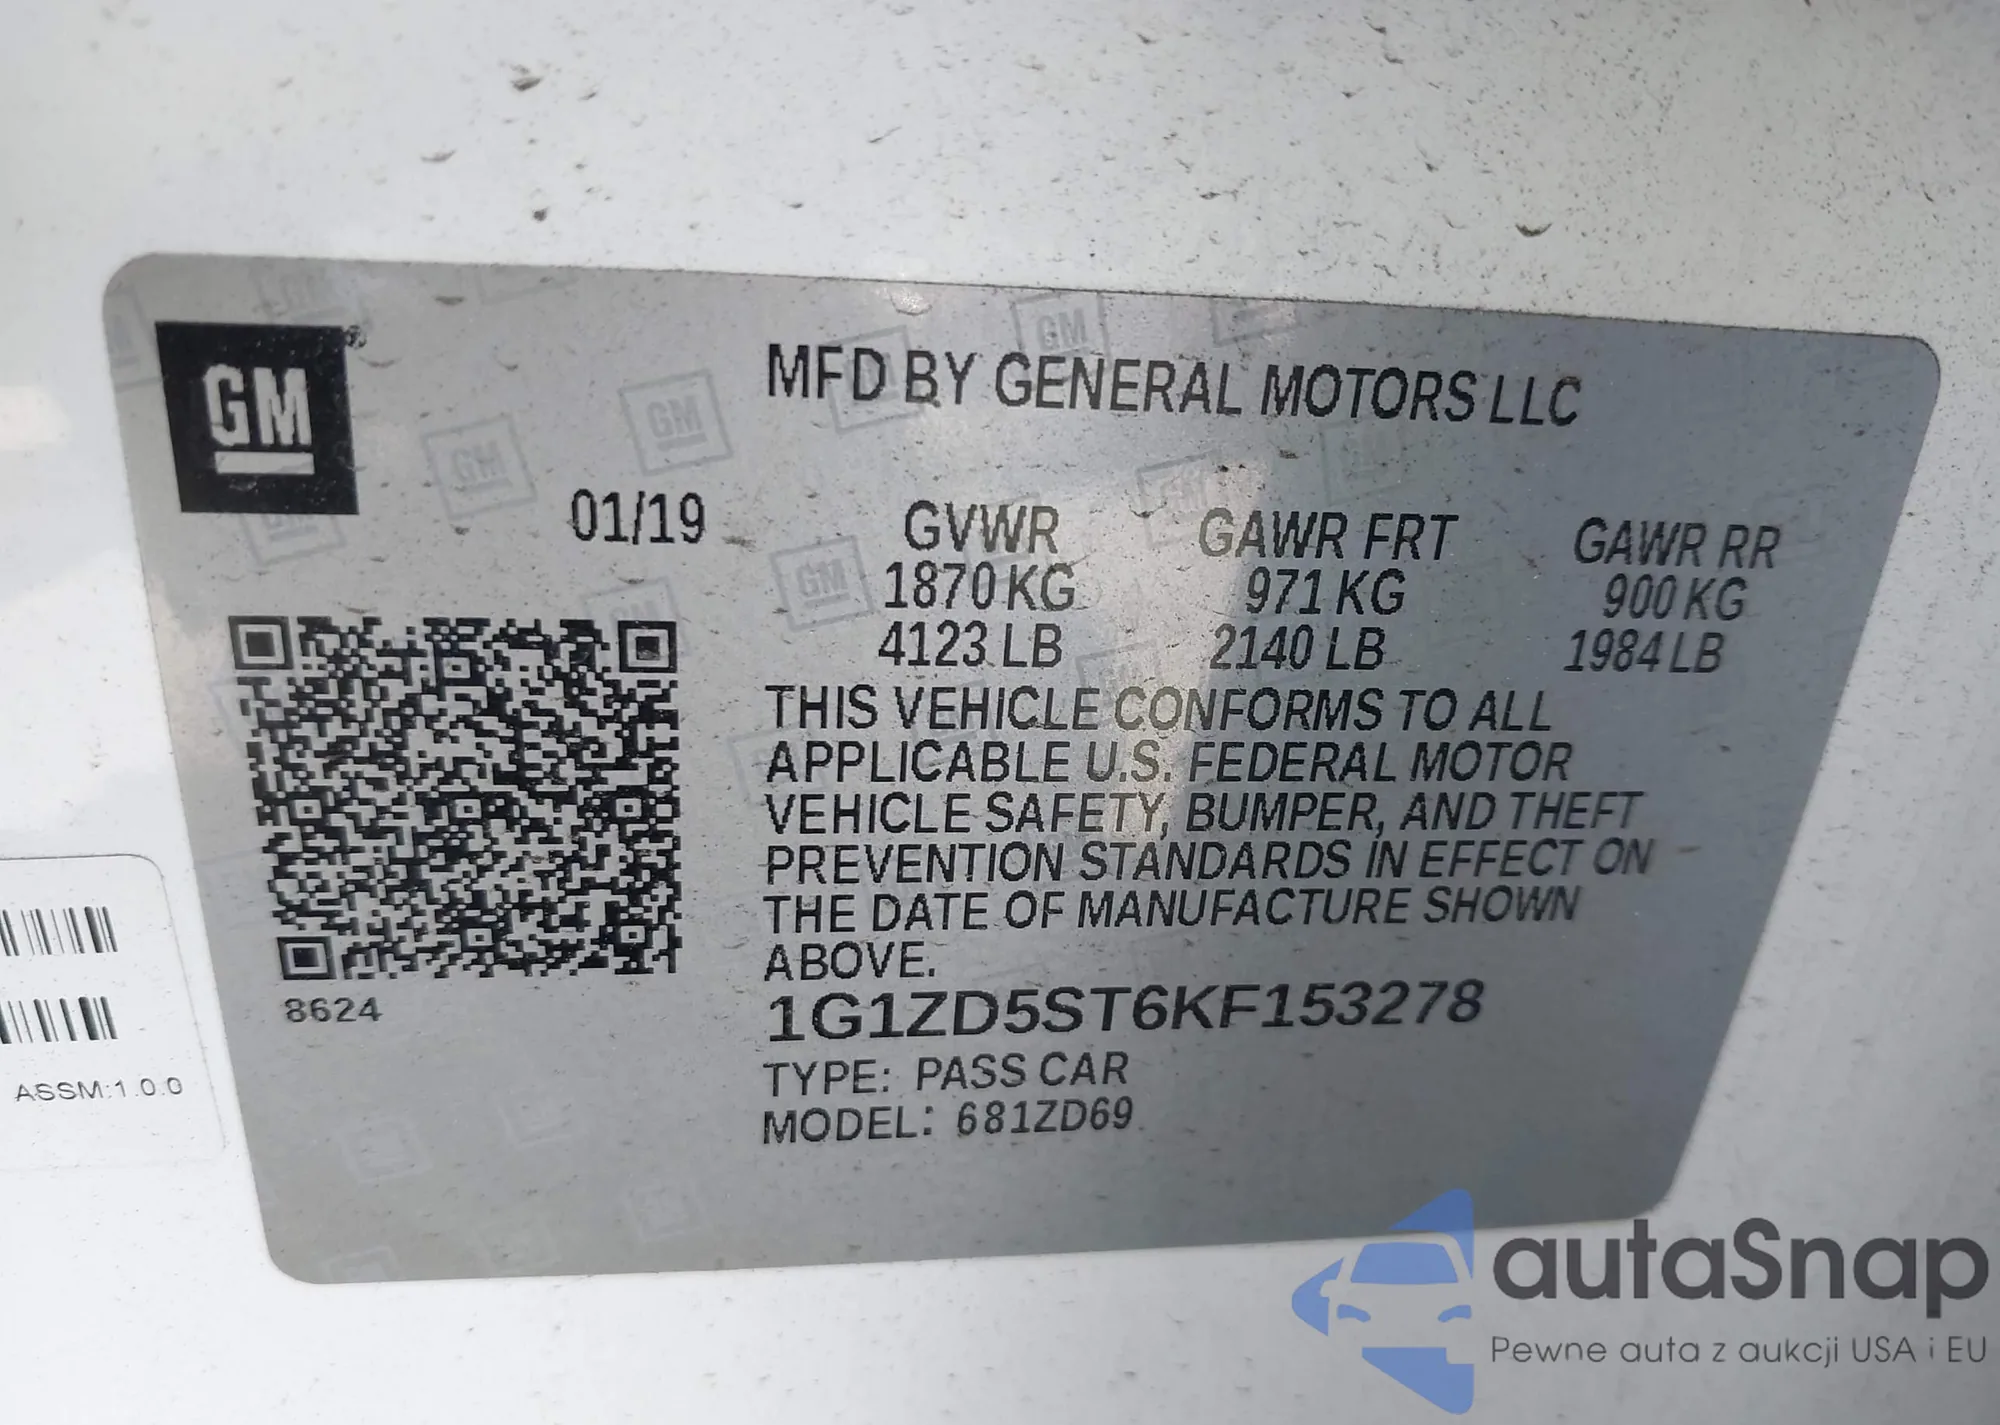 GM
MFD BY GENERAL MOTORS LLC
01/19
GVWR GAWR FRT GAWR RR
1870 KG 971 KG 900 KG
4123 LB 2140 LB 1984 LB
THIS VEHICLE CONFORMS TO ALL
APPLICABLE U.S. FEDERAL MOTOR
VEHICLE SAFETY, BUMPER, AND THEFT
PREVENTION STANDARDS IN EFFECT ON
THE DATE OF MANUFACTURE SHOWN
ABOVE.
8624
1G1ZD5ST6KF153278
TYPE: PASS CAR
MODEL: 681ZD69
ASSM:1.0.0
autaSnap
Pewne auta z aukcji USA i EU